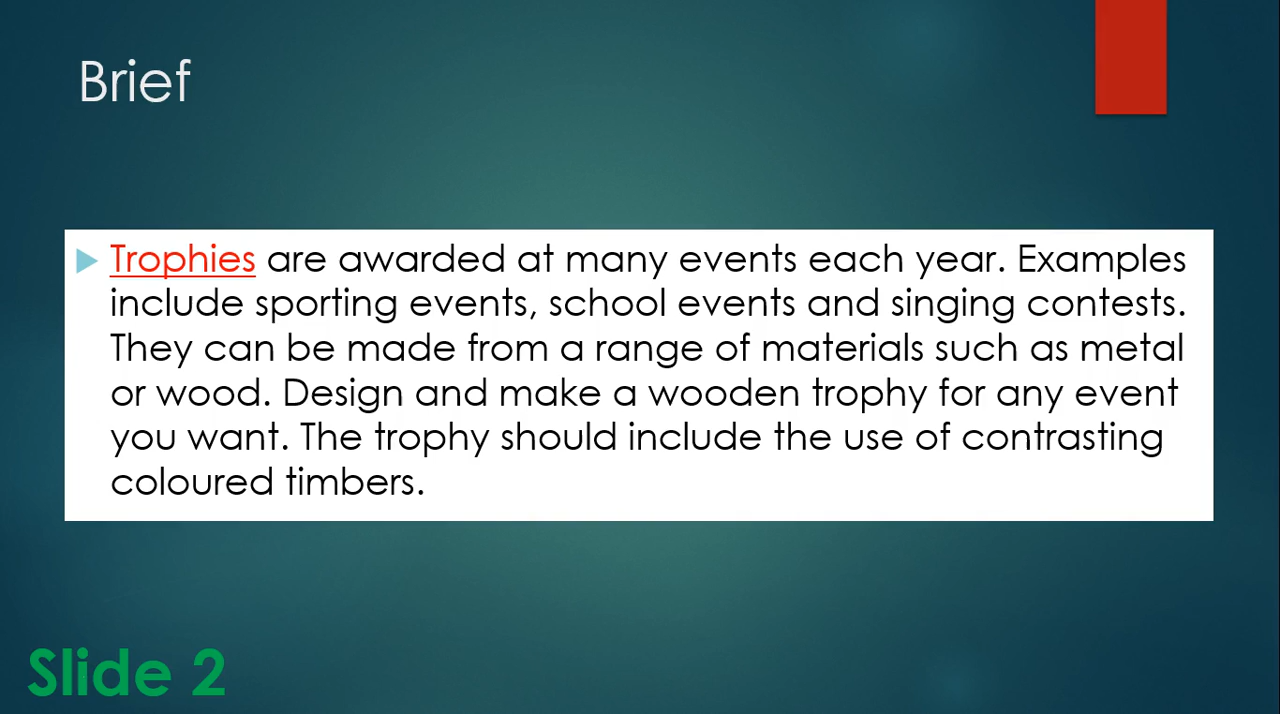 Brief
Trophies are awarded at many events each year. Examples
include sporting events, school events and singing contests.
They can be made from a range of materials such as metal
or wood. Design and make a wooden trophy for any event
you want. The trophy should include the use of contrasting
coloured timbers.
Slide 2